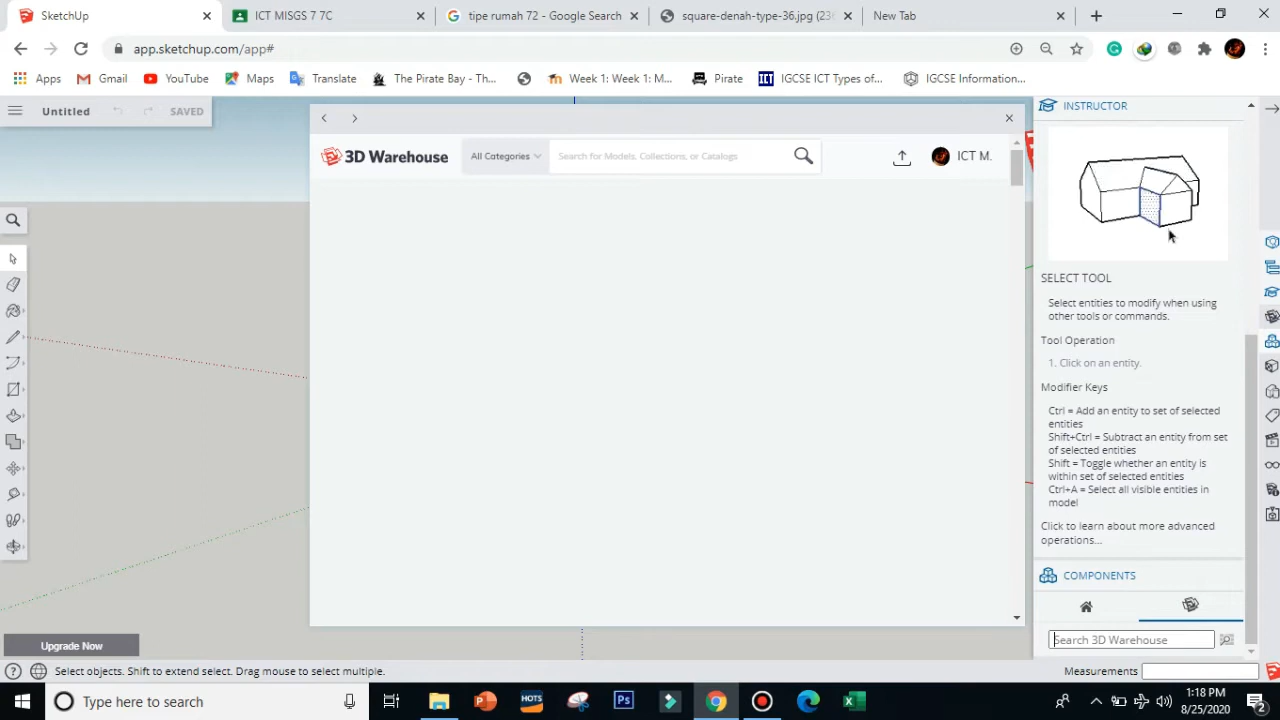 SketchUp
ICT MISGS 7 7C
tipe rumah 72 - Google Search
square-denah-type-36.jpg (23
New Tab
app.sketchup.com/app#
Apps
Gmail
YouTube
Maps
Translate
The Pirate Bay - Th...
Week 1: Week 1: M...
Pirate
ICT
IGCSE ICT Types of...
IGCSE Information...
Untitled
SAVED
3D Warehouse
All Categories
Search for Models, Collections, or Catalogs
ICT M.
INSTRUCTOR
SELECT TOOL
Select entities to modify when using
other tools or commands.
Tool Operation
1. Click on an entity.
Modifier Keys
Ctrl = Add an entity to set of selected
entities
Shift+Ctrl = Subtract an entity from set
of selected entities
Shift = Toggle whether an entity is
within set of selected entities
Ctrl+A = Select all visible entities in
model
Click to learn about more advanced
operations...
COMPONENTS
Search 3D Warehouse
Upgrade Now
Select objects. Shift to extend select. Drag mouse to select multiple.
Measurements
Type here to search
HOTS
Ps
1:18 PM
8/25/2020
2